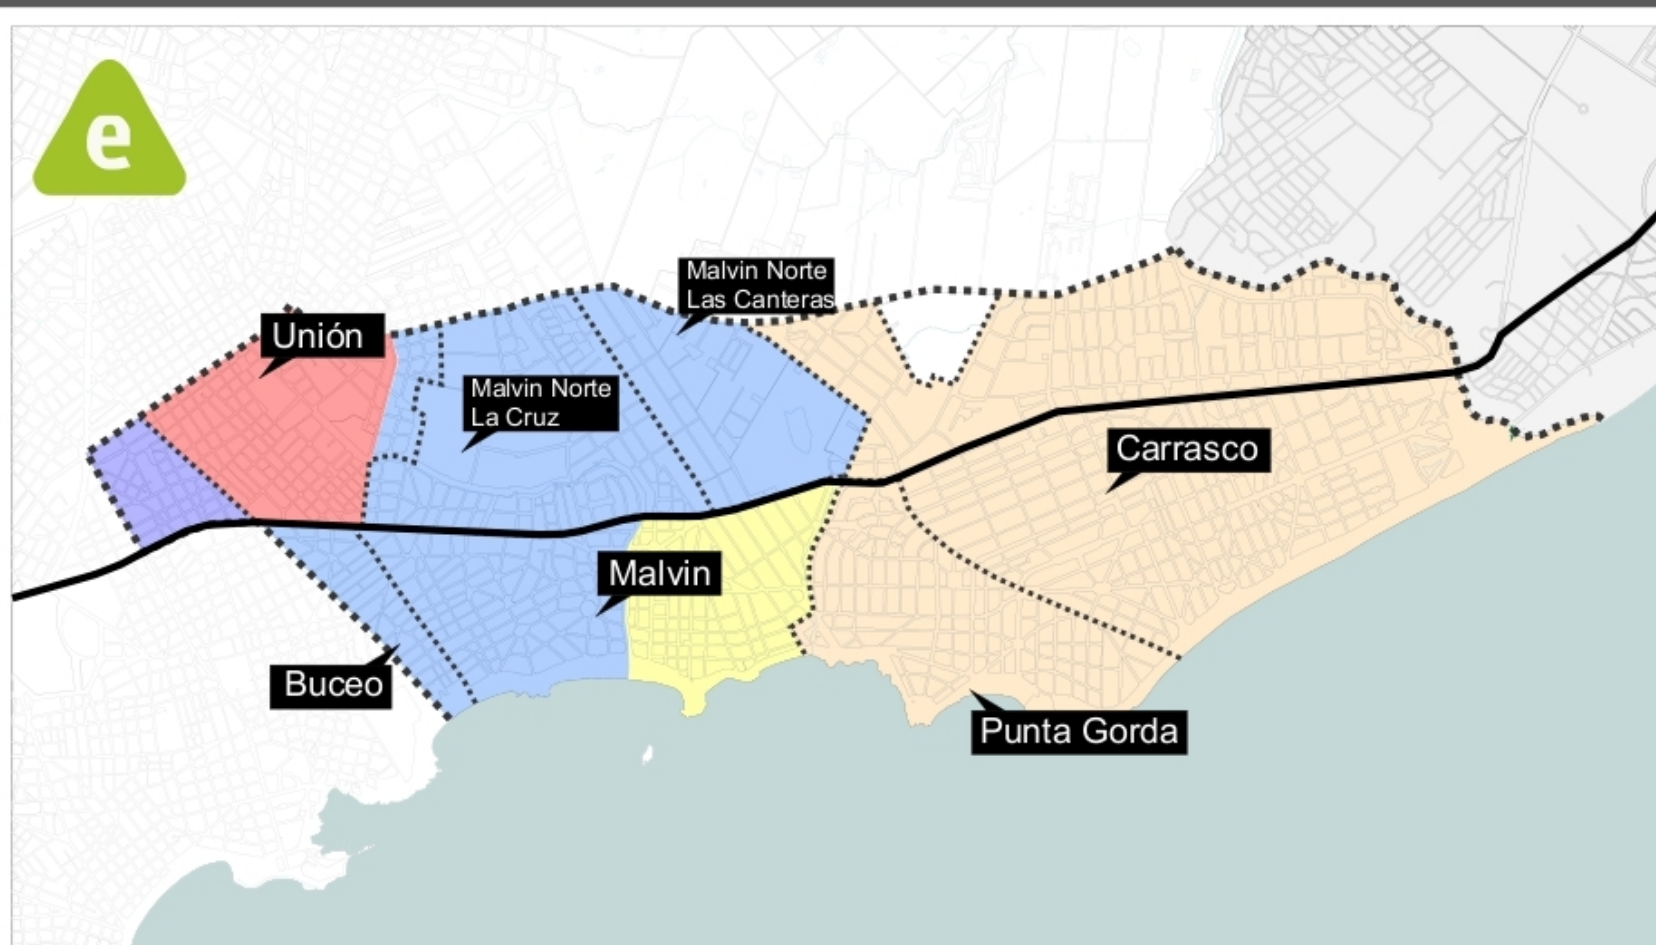 e
Malvin Norte
Las Canteras
Unión
Malvin Norte
La Cruz
Carrasco
Malvin
Buceo
Punta Gorda